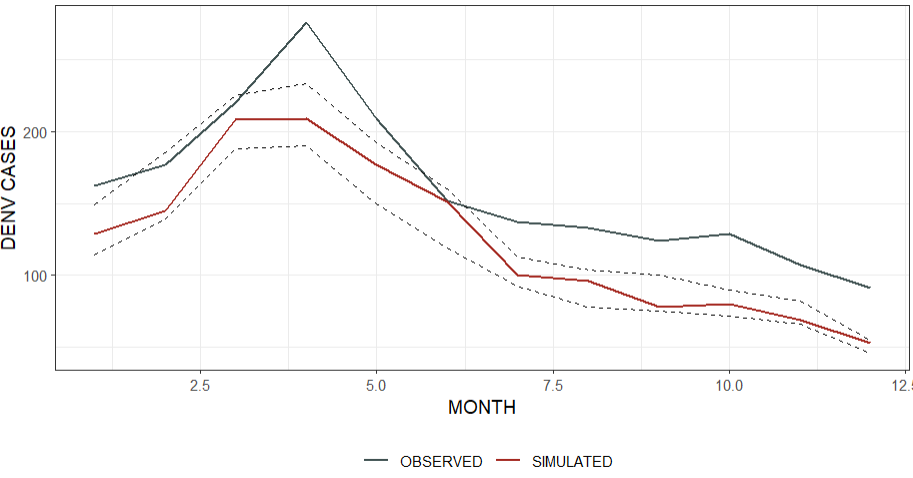 DENV CASES
200
100
2.5 5.0 7.5 10.0 12.5
MONTH
OBSERVED SIMULATED